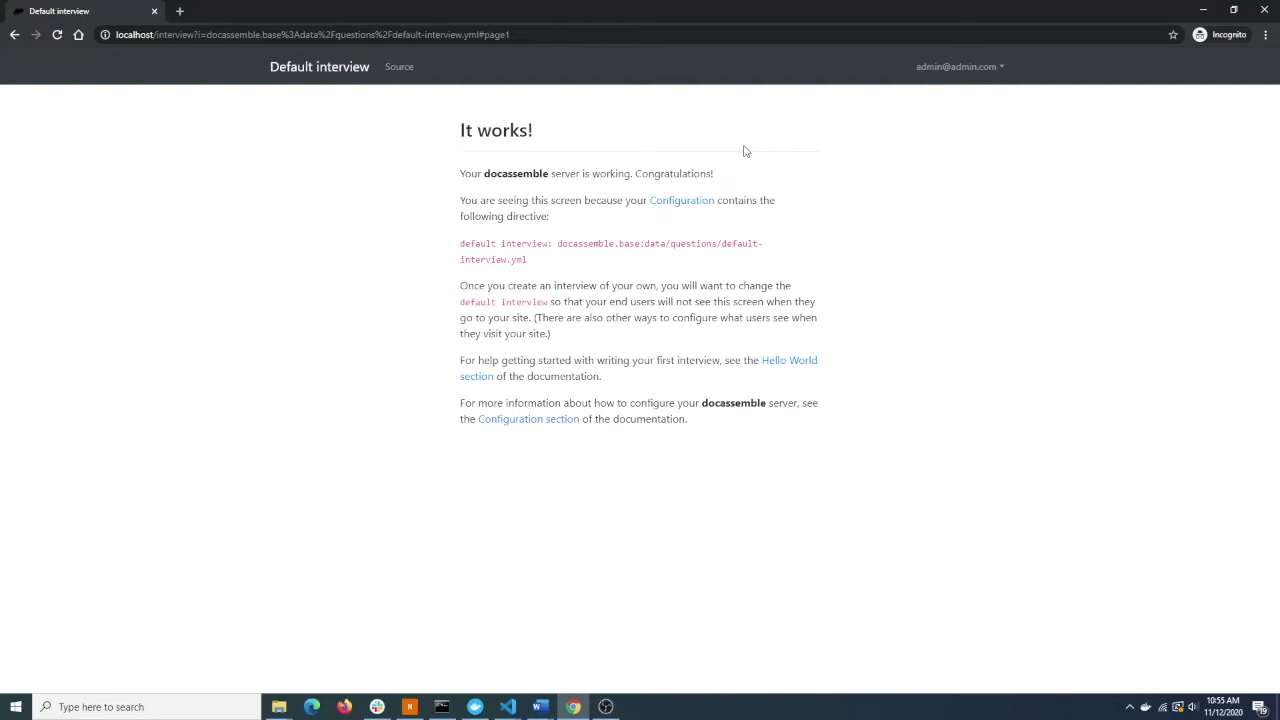 Default interview
localhost/interview?i=docassemble.base%3Adata%2Fquestions%2Fdefault-interview.yml#page1
Incognito
Default interview Source admin@admin.com
It works!
Your docassemble server is working. Congratulations!
You are seeing this screen because your Configuration contains the
following directive:
default interview: docassemble.base:data/questions/default-
interview.yml
Once you create an interview of your own, you will want to change the
default interview so that your end users will not see this screen when they
go to your site. (There are also other ways to configure what users see when
they visit your site.)
For help getting started with writing your first interview, see the Hello World
section of the documentation.
For more information about how to configure your docassemble server, see
the Configuration section of the documentation.
Type here to search
10:55 AM
11/12/2020